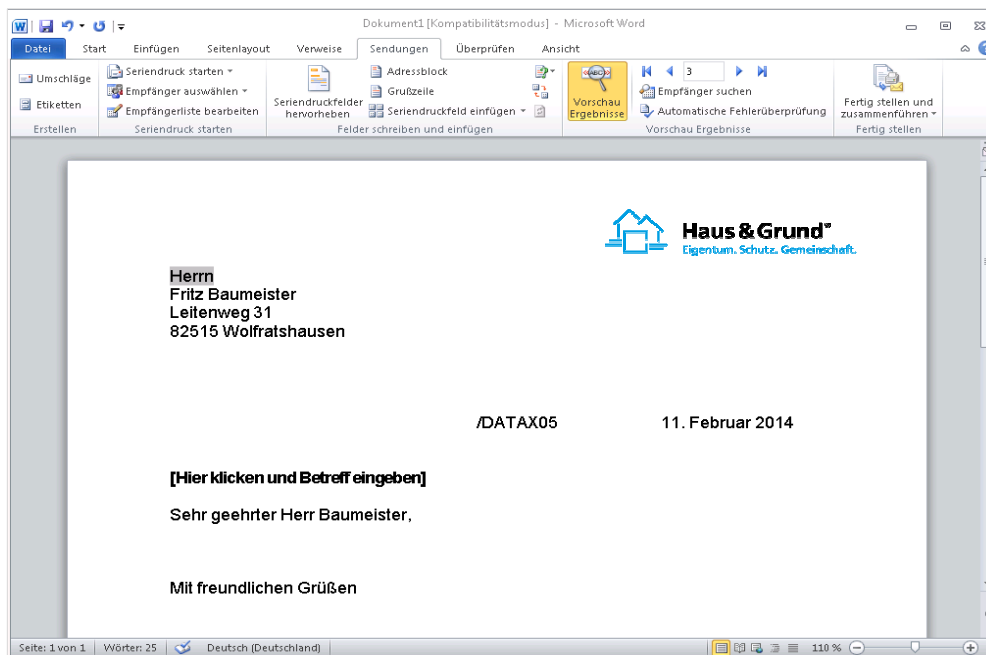 Dokument1 [Kompatibilitätsmodus] - Microsoft Word
Datei Start Einfügen Seitenlayout Verweise Sendungen Überprüfen Ansicht
Umschläge
Etiketten
Erstellen
Seriendruck starten
Empfänger auswählen
Empfängerliste bearbeiten
Seriendruck starten
Seriendruckfelder
hervorheben
Adressblock
Grußzeile
Seriendruckfeld einfügen
Felder schreiben und einfügen
Vorschau
Ergebnisse
3
Empfänger suchen
Automatische Fehlerüberprüfung
Vorschau Ergebnisse
Fertig stellen und
zusammenführen
Fertig stellen
Haus & Grund®
Eigentum. Schutz. Gemeinschaft.
Herrn
Fritz Baumeister
Leitenweg 31
82515 Wolfratshausen
/DATAX05 11. Februar 2014
[Hier klicken und Betreff eingeben]
Sehr geehrter Herr Baumeister,
Mit freundlichen Grüßen
Seite: 1 von 1 Wörter: 25 Deutsch (Deutschland) 110 %